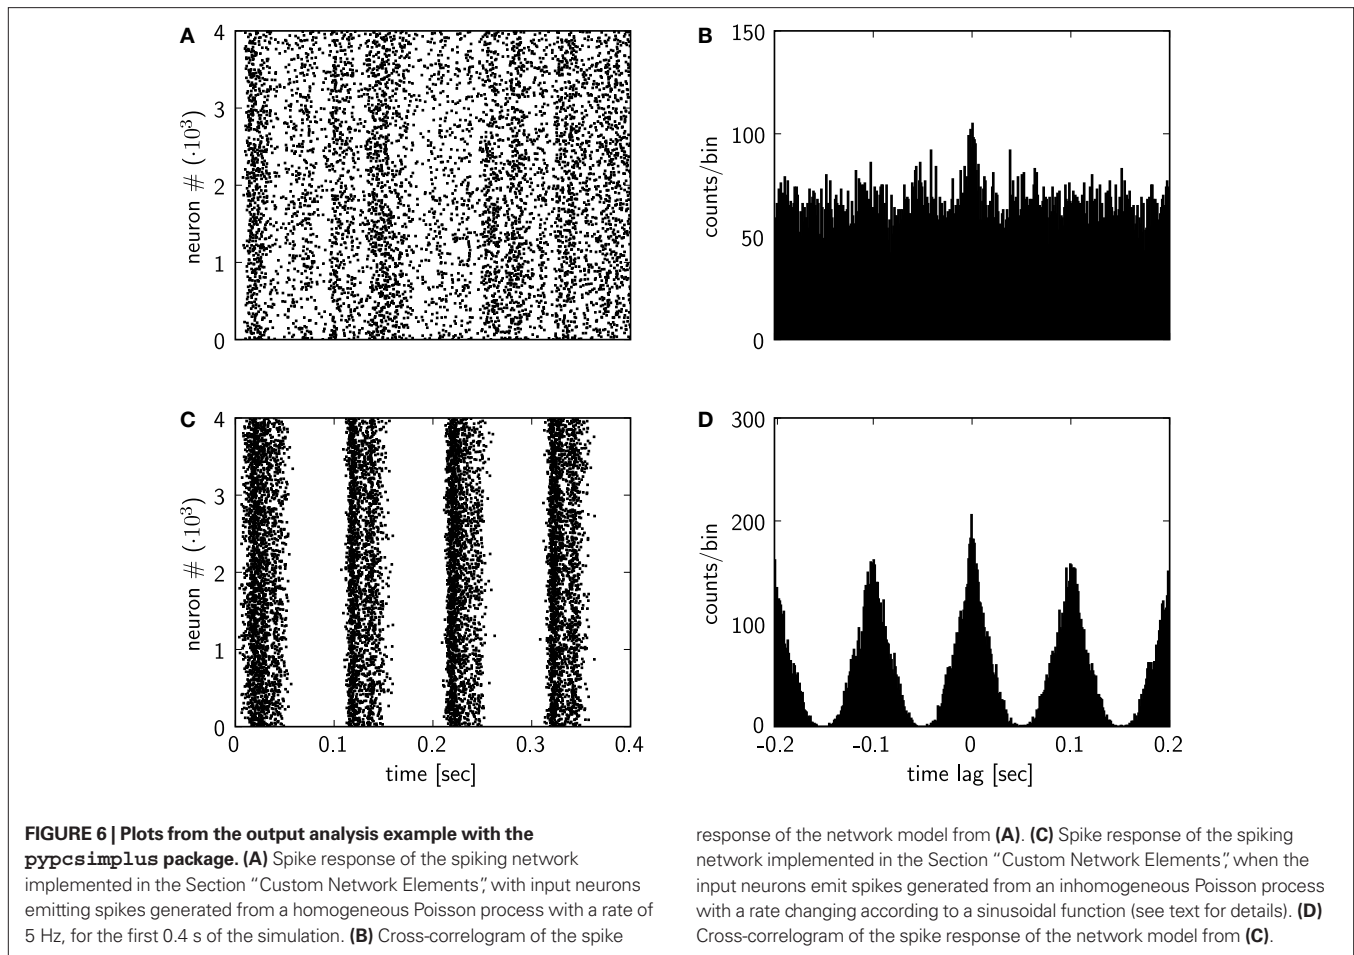 A
4
3
2
1
0
neuron # (·10³)
B
150
100
50
0
counts/bin
C
4
3
2
1
0
neuron # (·10³)
0 0.1 0.2 0.3 0.4
time [sec]
D
300
200
100
0
counts/bin
-0.2 -0.1 0 0.1 0.2
time lag [sec]
FIGURE 6 | Plots from the output analysis example with the
pypcsimplus package. (A) Spike response of the spiking network
implemented in the Section “Custom Network Elements”, with input neurons
emitting spikes generated from a homogeneous Poisson process with a rate of
5 Hz, for the first 0.4 s of the simulation. (B) Cross-correlogram of the spike
response of the network model from (A). (C) Spike response of the spiking
network implemented in the Section “Custom Network Elements”, when the
input neurons emit spikes generated from an inhomogeneous Poisson process
with a rate changing according to a sinusoidal function (see text for details). (D)
Cross-correlogram of the spike response of the network model from (C).